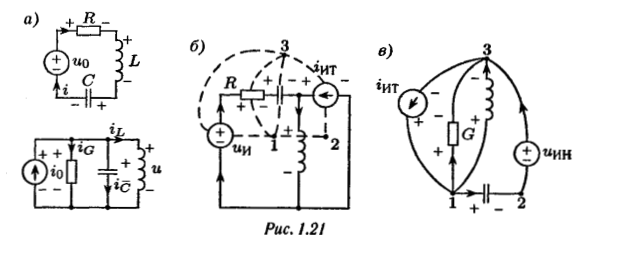 а)
R
+
-
+
u₀
L
C
-
i
-
+
б)
3
iИТ
R
+
-
+
-
+
-
1
2
uИ
+
-
в)
3
iИТ
-
-
+
G
+
-
+
uИН
1
+
-
2
iL
+
+
iG
+
+
i₀
iC
u
-
-
-
-
Рис. 1.21